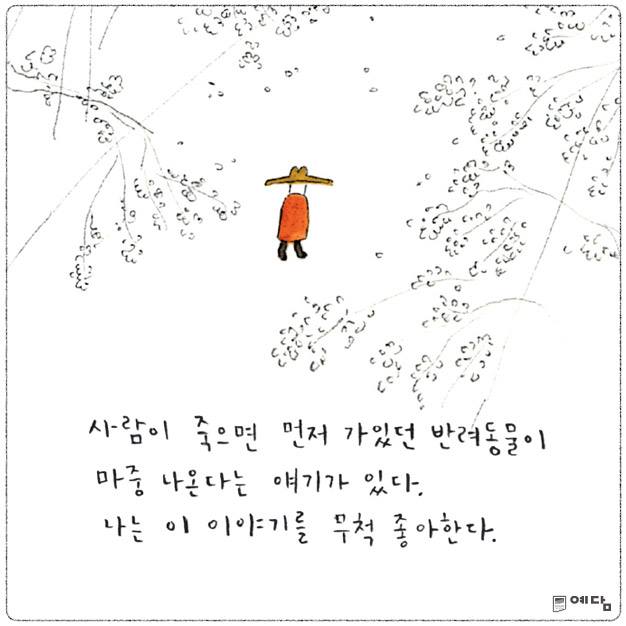 사람이 죽으면 먼저 가있던 반려동물이
마중 나온다는 얘기가 있다.
나는 이 이야기를 무척 좋아한다.
예담